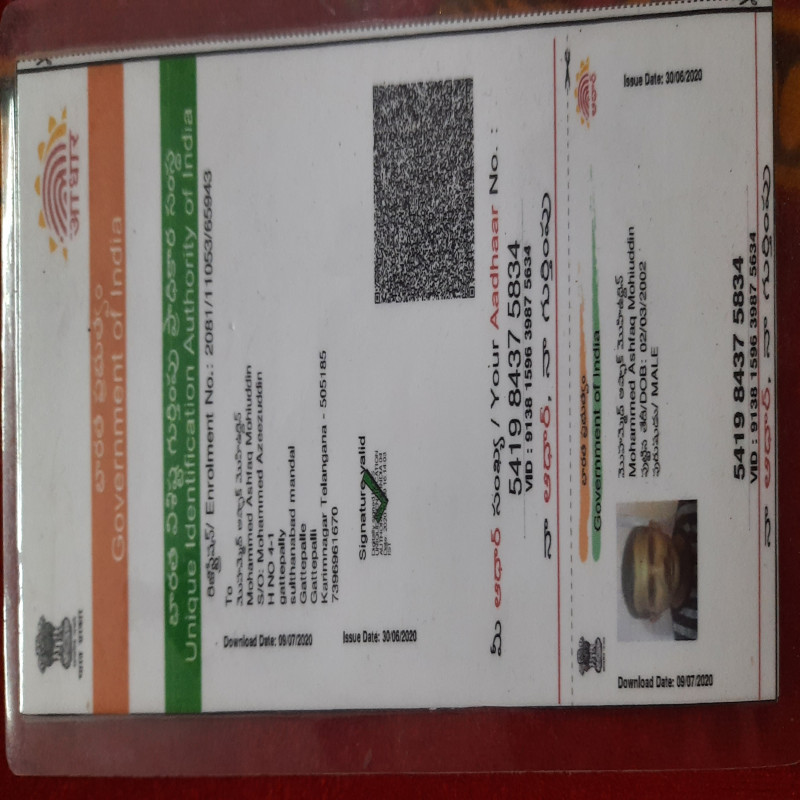 आधार
భారత ప్రభుత్వం
Government of India
భారత విశిష్ట గుర్తింపు ప్రాధికార సంస్థ
Unique Identification Authority of India
Enrolment No.: 2081/11053/65943
To
మొహమ్మద్ అష్ఫాక్ మొహిఉద్దిన్
Mohammed Ashfaq Mohiuddin
S/O: Mohammed Azeezuddin
H NO 4-1
gattepally
sulthanabad mandal
Gattepalle
Gattepalli
Karimnagar Telangana - 505185
7396961670
Download Date: 09/07/2020
Issue Date: 30/06/2020
Signature valid
మీ ఆధార్ సంఖ్య / Your Aadhaar No. :
5419 8437 5834
VID : 9138 1596 3987 5634
నా ఆధార్, నా గుర్తింపు
భారత ప్రభుత్వం
Government of India
ఆధార్
Issue Date: 30/06/2020
Download Date: 09/07/2020
మొహమ్మద్ అష్ఫాక్ మొహిఉద్దిన్
Mohammed Ashfaq Mohiuddin
పుట్టిన తేదీ/DOB: 02/03/2002
పురుషుడు/ MALE
5419 8437 5834
VID : 9138 1596 3987 5634
నా ఆధార్, నా గుర్తింపు